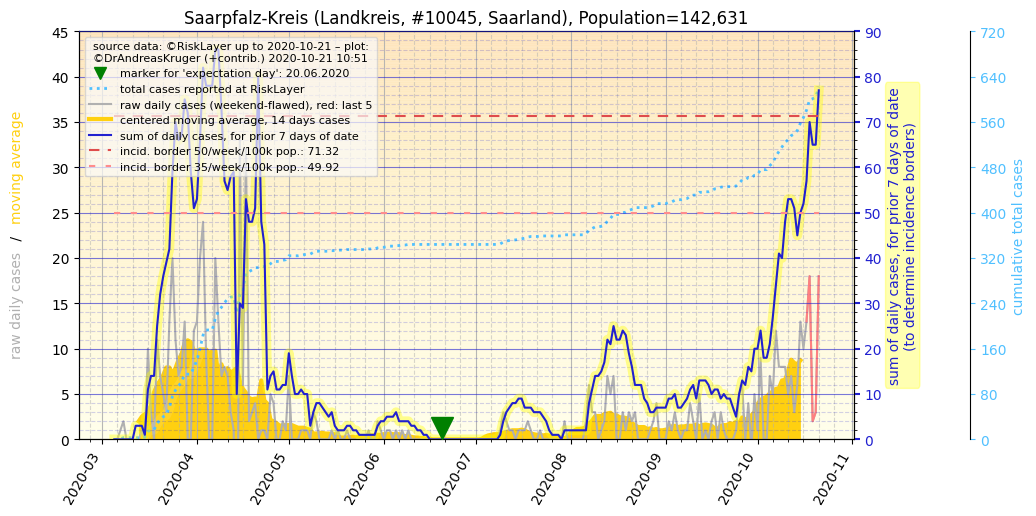 Saarpfalz-Kreis (Landkreis, #10045, Saarland), Population=142,631
source data: ©RiskLayer up to 2020-10-21 – plot:
©DrAndreasKruger (+contrib.) 2020-10-21 10:51
marker for 'expectation day': 20.06.2020
total cases reported at RiskLayer
raw daily cases (weekend-flawed), red: last 5
centered moving average, 14 days cases
sum of daily cases, for prior 7 days of date
incid. border 50/week/100k pop.: 71.32
incid. border 35/week/100k pop.: 49.92
raw daily cases / moving average
45
40
35
30
25
20
15
10
5
0
90
80
70
60
50
40
30
20
10
0
sum of daily cases, for prior 7 days of date
(to determine, incidence borders)
720
640
560
480
400
320
240
160
80
0
cumulative total cases
2020-03
2020-04
2020-05
2020-06
2020-07
2020-08
2020-09
2020-10
2020-11